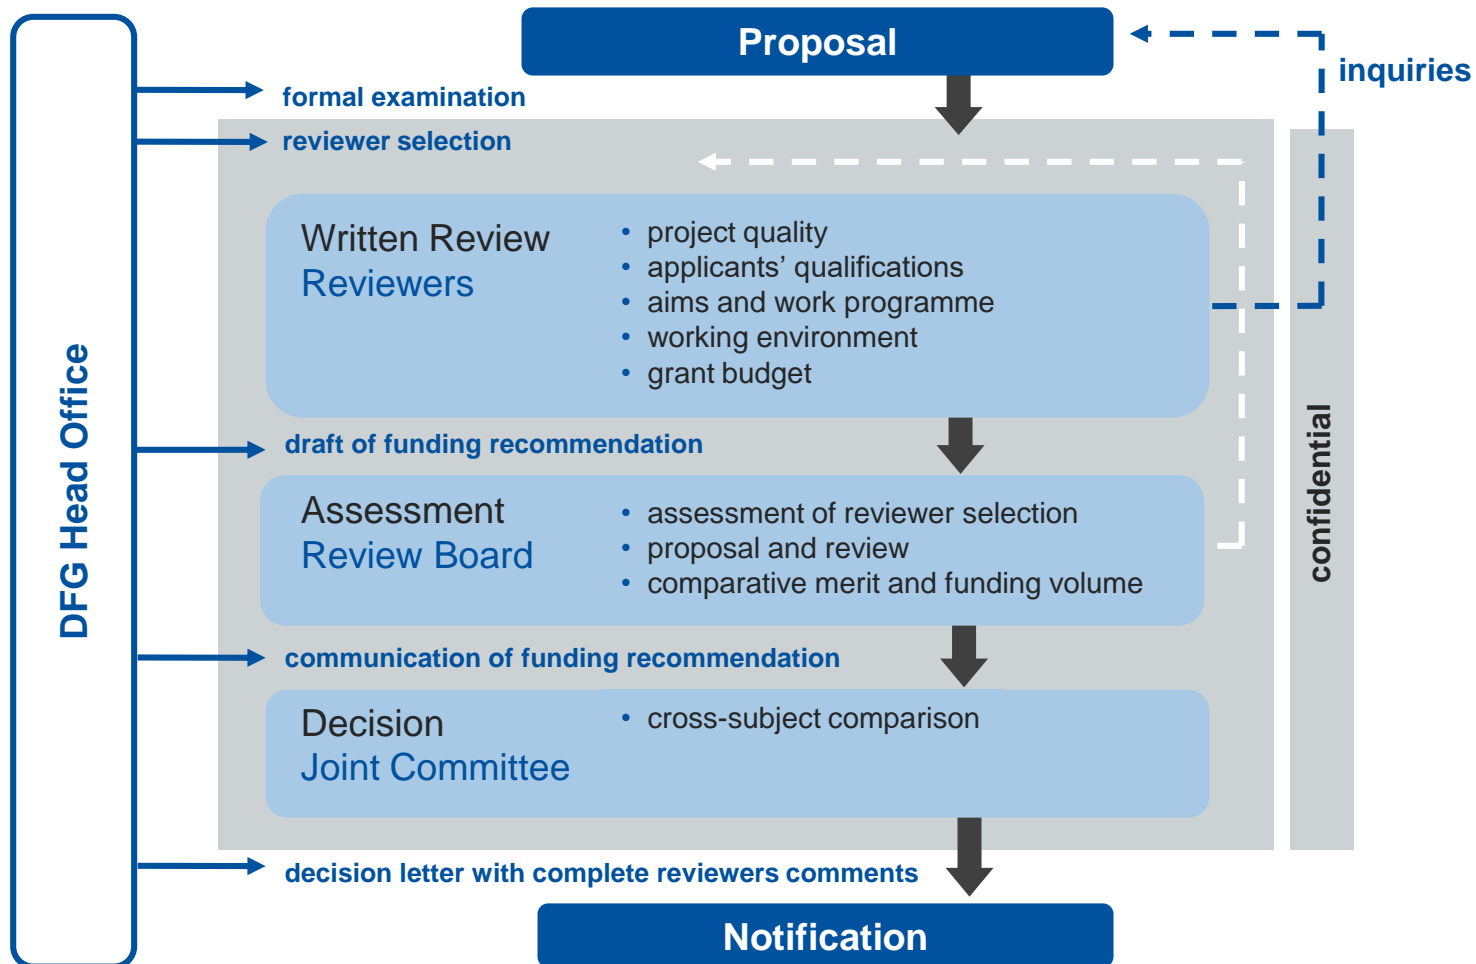 Proposal
inquiries
formal examination
reviewer selection
Written Review
Reviewers
• project quality
• applicants’ qualifications
• aims and work programme
• working environment
• grant budget
DFG Head Office
draft of funding recommendation
Assessment
Review Board
• assessment of reviewer selection
• proposal and review
• comparative merit and funding volume
confidential
communication of funding recommendation
Decision
Joint Committee
• cross-subject comparison
decision letter with complete reviewers comments
Notification